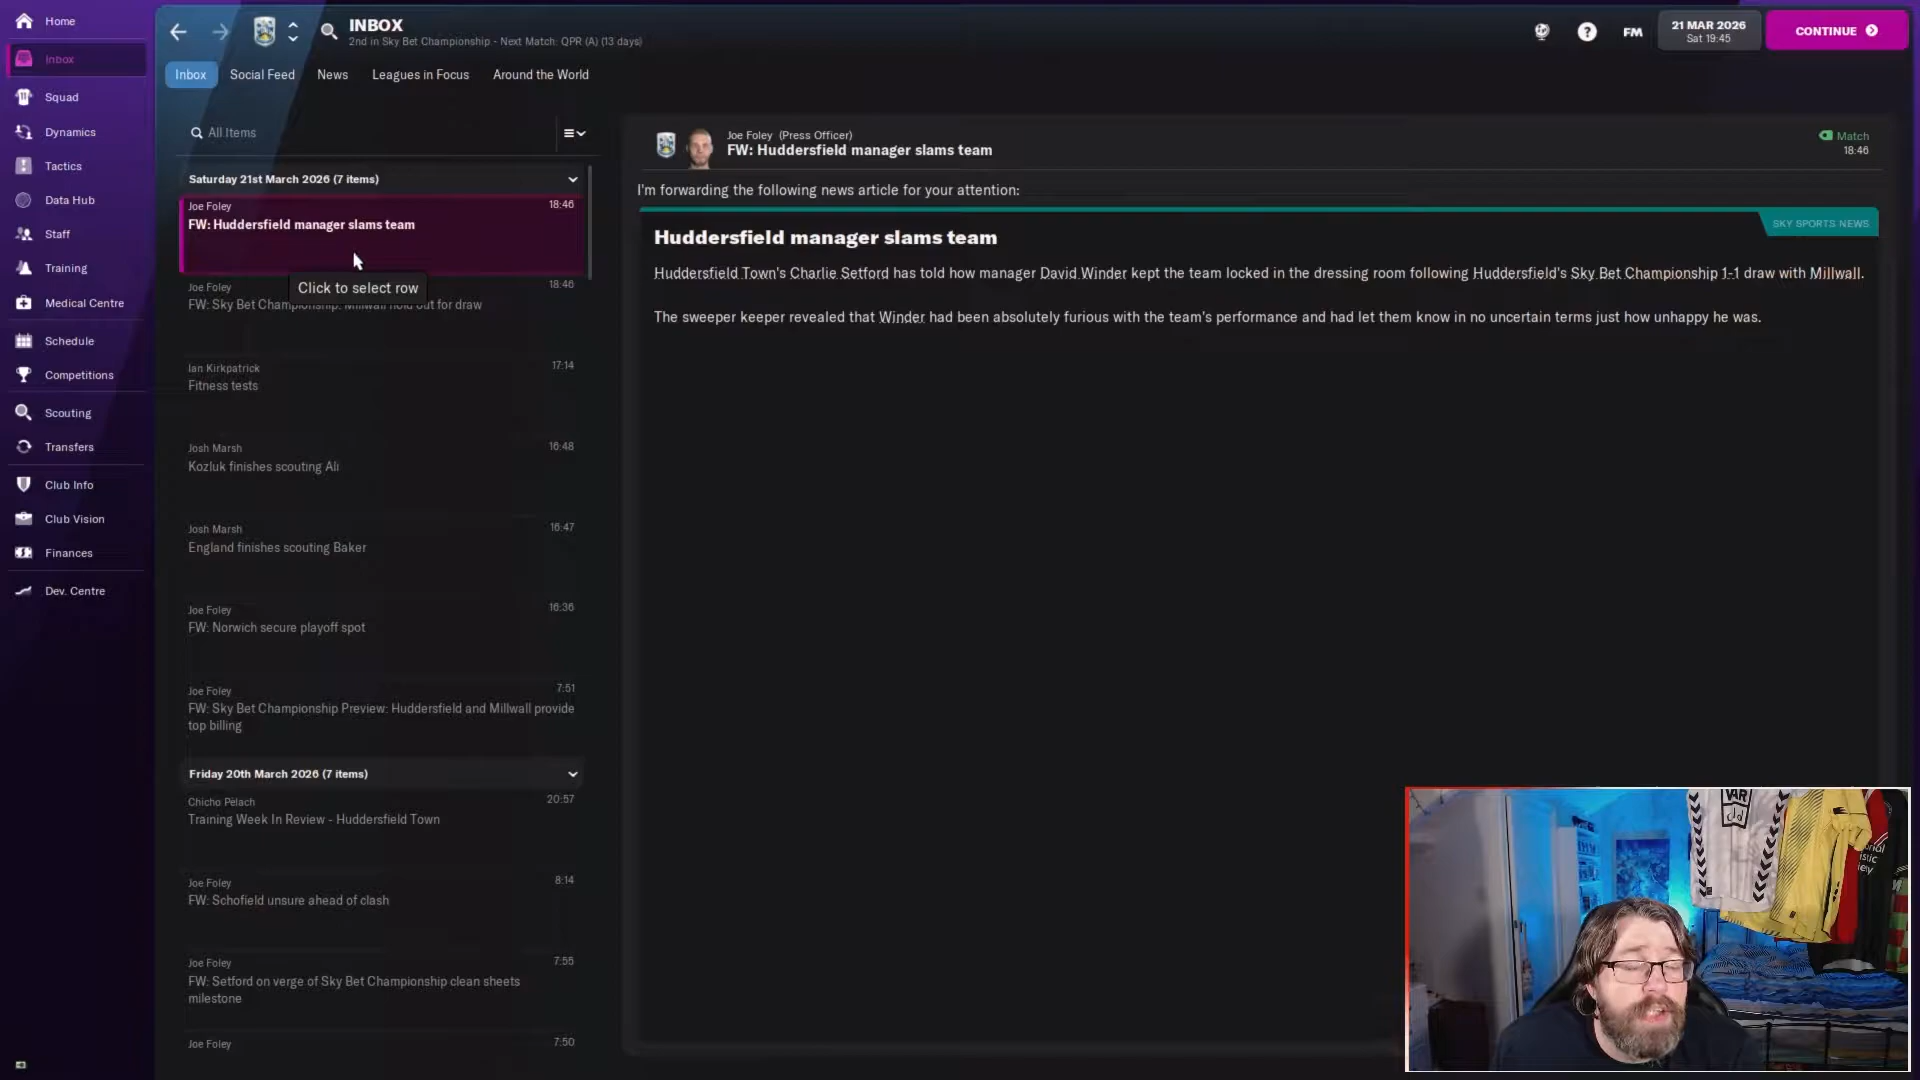 Home
Inbox
Squad
Dynamics
Tactics
Data Hub
Staff
Training
Medical Centre
Schedule
Competitions
Scouting
Transfers
Club Info
Club Vision
Finances
Dev. Centre
INBOX
2nd in Sky Bet Championship - Next Match: QPR (A) (13 days)
FM
21 MAR 2026
Sat 19:45
CONTINUE
Inbox
Social Feed
News
Leagues in Focus
Around the World
All Items
Saturday 21st March 2026 (7 items)
Joe Foley 18:46
FW: Huddersfield manager slams team
Click to select row
Joe Foley 18:46
FW: Sky Bet Championship: Millwall hold out for draw
Ian Kirkpatrick 17:14
Fitness tests
Josh Marsh 16:48
Kozluk finishes scouting Ali
Josh Marsh 16:47
England finishes scouting Baker
Joe Foley 16:36
FW: Norwich secure playoff spot
Joe Foley 7:51
FW: Sky Bet Championship Preview: Huddersfield and Millwall provide
top billing
Friday 20th March 2026 (7 items)
Chicho Pèlach 20:57
Training Week In Review - Huddersfield Town
Joe Foley 8:14
FW: Schofield unsure ahead of clash
Joe Foley 7:55
FW: Setford on verge of Sky Bet Championship clean sheets
milestone
Joe Foley 7:50
Joe Foley (Press Officer)
FW: Huddersfield manager slams team
Match
18:46
I'm forwarding the following news article for your attention:
SKY SPORTS NEWS
Huddersfield manager slams team
Huddersfield Town's Charlie Setford has told how manager David Winder kept the team locked in the dressing room following Huddersfield's Sky Bet Championship 1-1 draw with Millwall.
The sweeper keeper revealed that Winder had been absolutely furious with the team's performance and had let them know in no uncertain terms just how unhappy he was.
VAR